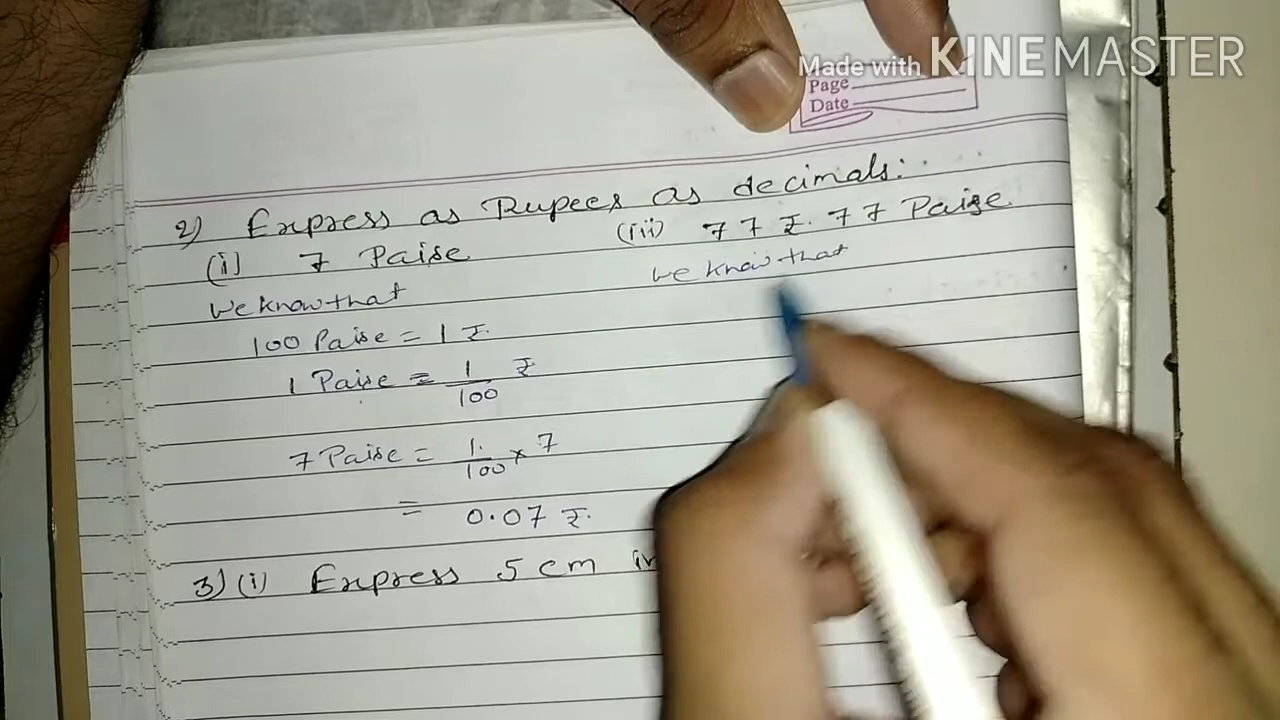 Made with KINEMASTER
Page
Date
2) Express as Rupees as decimals:
(i) 7 Paise
we know that
100 Paise = 1 ₹.
1 Paise = 1/100 ₹
7 Paise = 1/100 × 7
= 0.07 ₹.
(iii) 77 ₹. 77 Paise
we know that
3) (i) Express 5 cm in